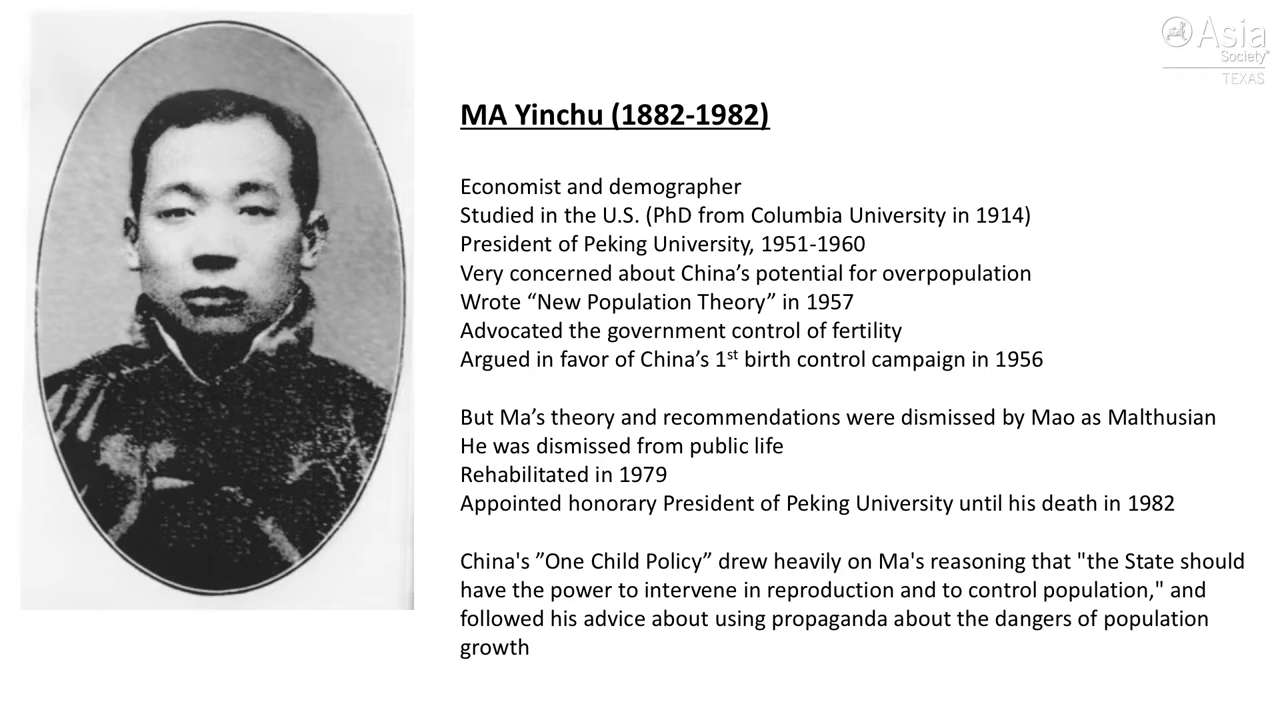 Asia
Society®
TEXAS
MA Yinchu (1882-1982)
Economist and demographer
Studied in the U.S. (PhD from Columbia University in 1914)
President of Peking University, 1951-1960
Very concerned about China’s potential for overpopulation
Wrote “New Population Theory” in 1957
Advocated the government control of fertility
Argued in favor of China’s 1st birth control campaign in 1956
But Ma’s theory and recommendations were dismissed by Mao as Malthusian
He was dismissed from public life
Rehabilitated in 1979
Appointed honorary President of Peking University until his death in 1982
China's ”One Child Policy” drew heavily on Ma's reasoning that "the State should
have the power to intervene in reproduction and to control population," and
followed his advice about using propaganda about the dangers of population
growth